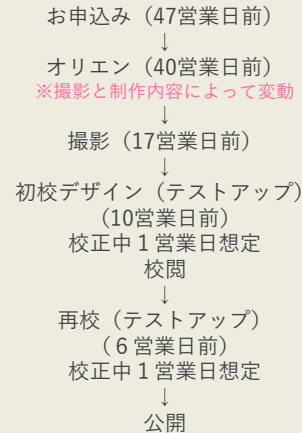 お申込み（47営業日前）
↓
オリエン（40営業日前）
※撮影と制作内容によって変動
↓
撮影（17営業日前）
↓
初校デザイン（テストアップ）
（10営業日前）
校正中１営業日想定
校閲
↓
再校（テストアップ）
（６営業日前）
校正中１営業日想定
↓
公開